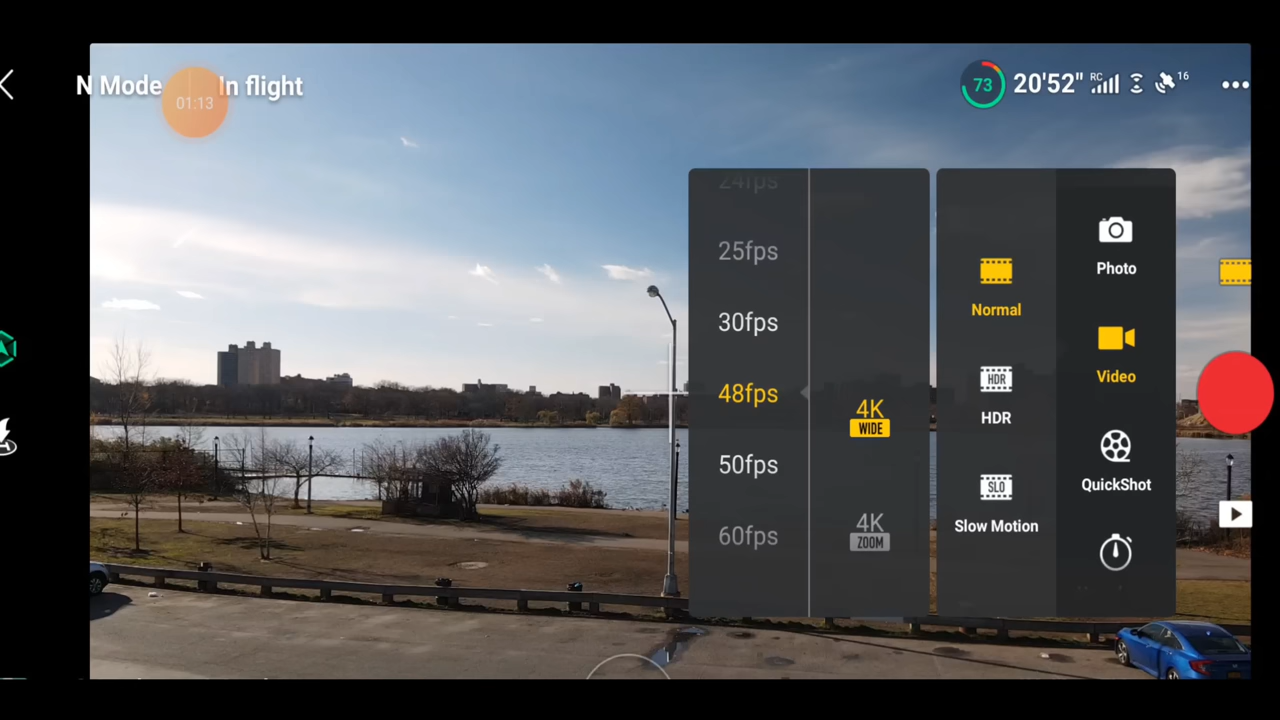 N Mode
01:13
In flight
73
20'52"
RC
16
24fps
25fps
30fps
48fps
50fps
60fps
4K
WIDE
4K
ZOOM
Normal
HDR
HDR
SLO
Slow Motion
Photo
Video
QuickShot